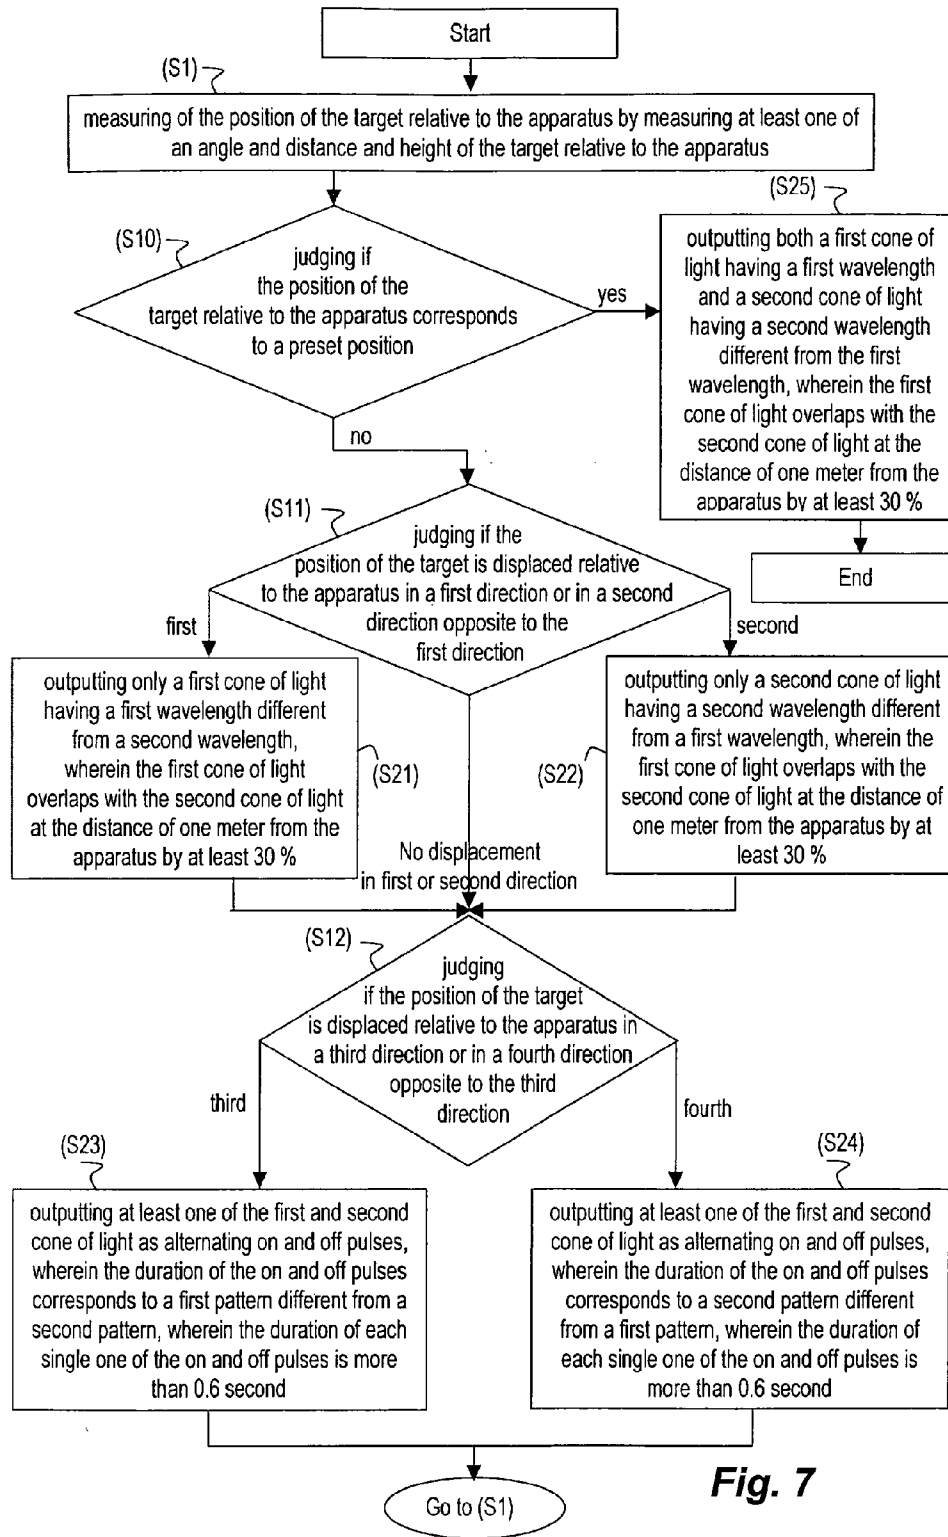 Start
(S1)
measuring of the position of the target relative to the apparatus by measuring at least one of
an angle and distance and height of the target relative to the apparatus
(S10)
judging if
the position of the
target relative to the apparatus corresponds
to a preset position
yes
no
(S25)
outputting both a first cone of
light having a first wavelength
and a second cone of light
having a second wavelength
different from the first
wavelength, wherein the first
cone of light overlaps with the
second cone of light at the
distance of one meter from the
apparatus by at least 30 %
End
(S11)
judging if the
position of the target is displaced relative
to the apparatus in a first direction or in a second
direction opposite to the
first direction
first
second
outputting only a first cone of light
having a first wavelength different
from a second wavelength,
wherein the first cone of light
overlaps with the second cone of light
at the distance of one meter from the
apparatus by at least 30 %
(S21)
(S22)
outputting only a second cone of light
having a second wavelength different
from a first wavelength, wherein the
first cone of light overlaps with the
second cone of light at the distance of
one meter from the apparatus by at
least 30 %
No displacement
in first or second direction
(S12)
judging
if the position of the target
is displaced relative to the apparatus in
a third direction or in a fourth direction
opposite to the third
direction
third
fourth
(S23)
outputting at least one of the first and second
cone of light as alternating on and off pulses,
wherein the duration of the on and off pulses
corresponds to a first pattern different from a
second pattern, wherein the duration of each
single one of the on and off pulses is more
than 0.6 second
(S24)
outputting at least one of the first and second
cone of light as alternating on and off pulses,
wherein the duration of the on and off pulses
corresponds to a second pattern different
from a first pattern, wherein the duration of
each single one of the on and off pulses is
more than 0.6 second
Go to (S1)
Fig. 7